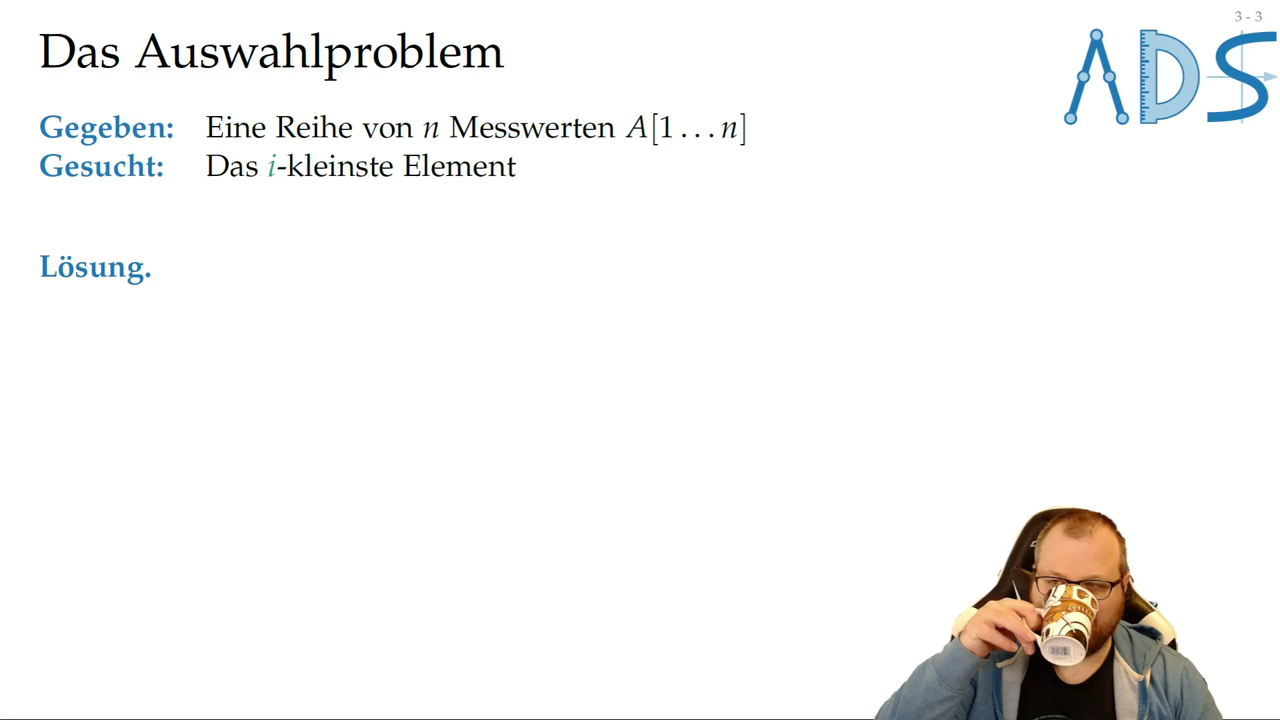 3 - 3
Das Auswahlproblem
ADS
Gegeben: Eine Reihe von n Messwerten A[1 . . . n]
Gesucht: Das i-kleinste Element
Lösung.